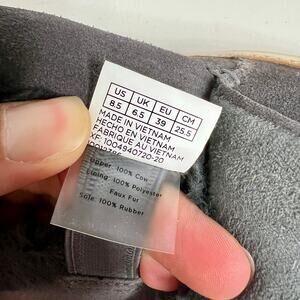 US UK EU CM
8.5 6.5 39 25.5
MADE IN VIETNAM
HECHO EN VIETNAM
FABRIQUÉ AU VIETNAM
1004940720-20
Upper: 100% Cow
Lining: 100% Polyester
Faux Fur
Sole: 100% Rubber